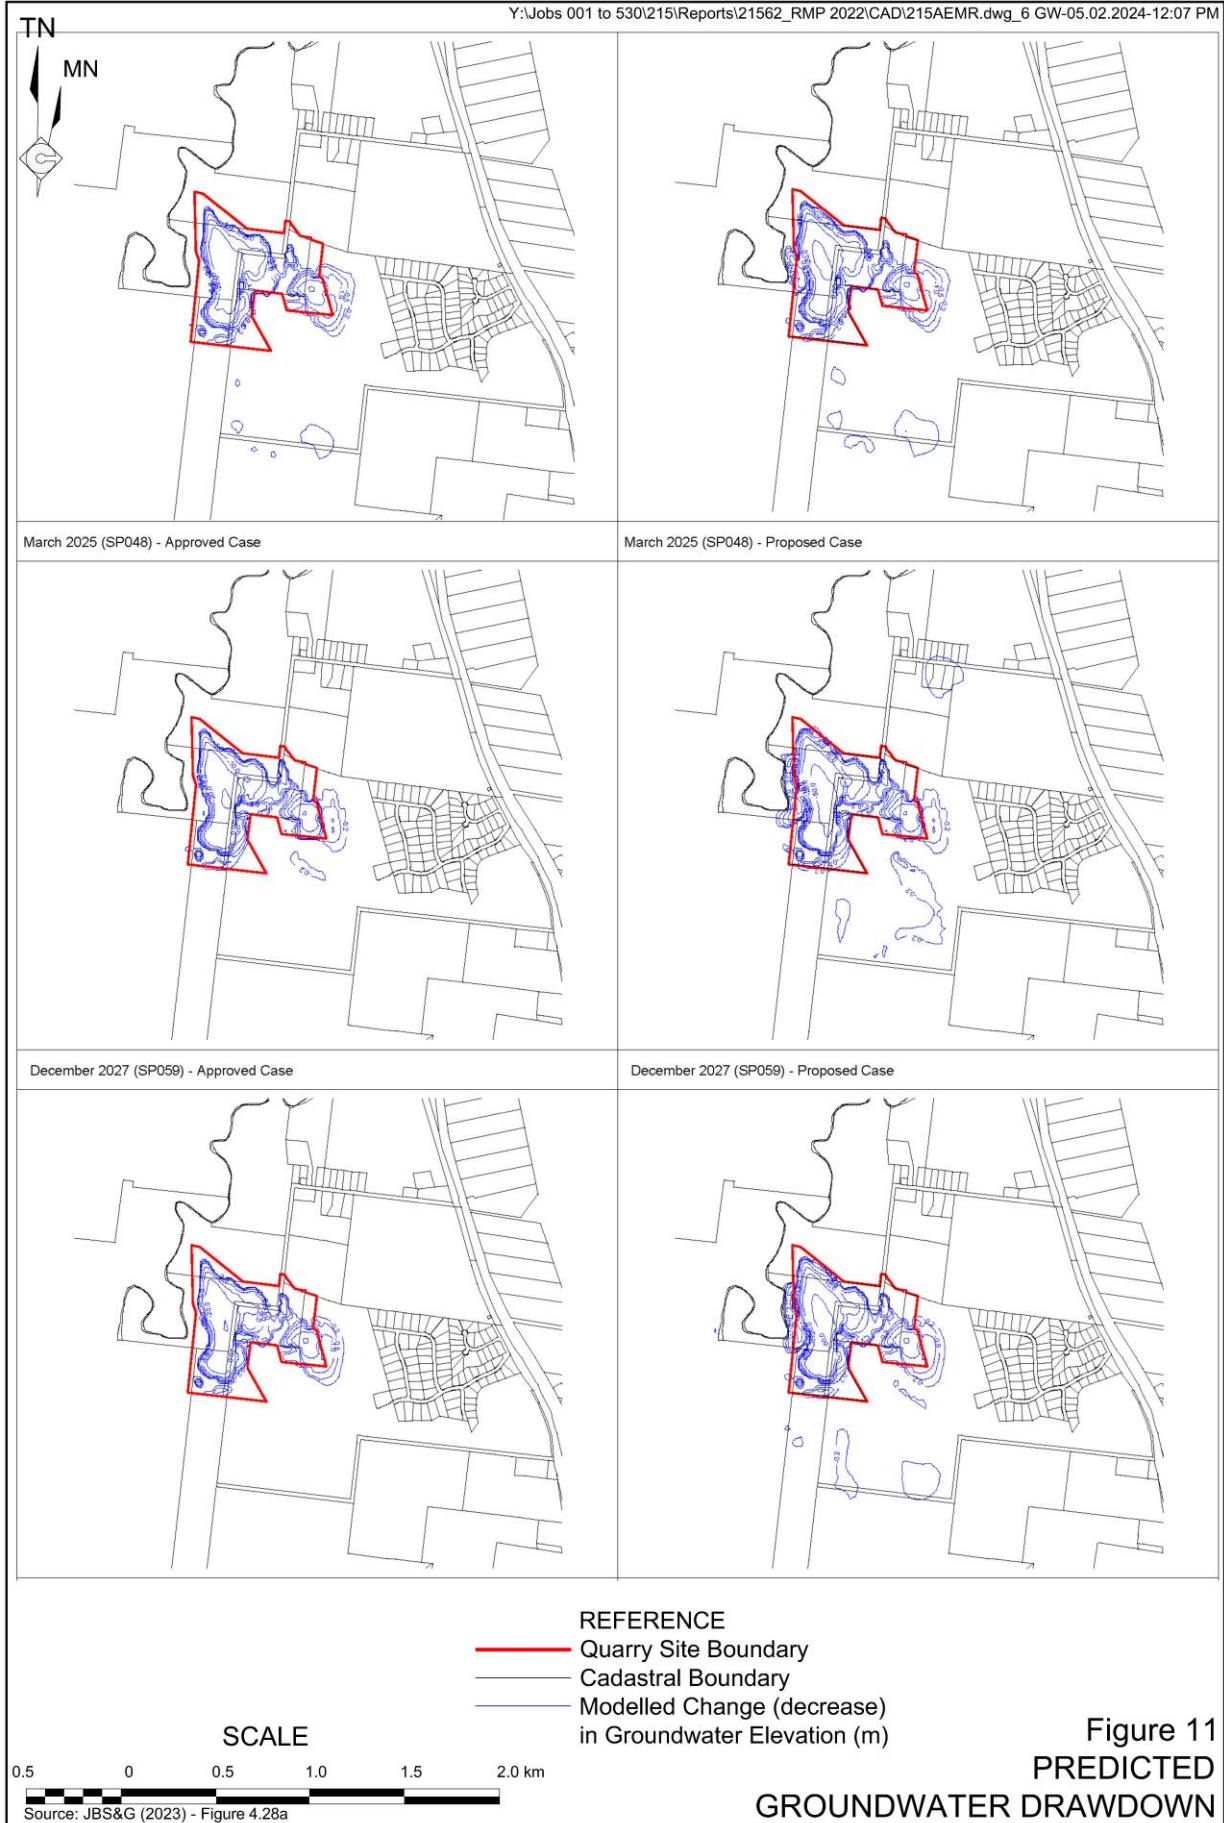 Y:\Jobs 001 to 530\215\Reports\21562_RMP 2022\CAD\215AEMR.dwg_6 GW-05.02.2024-12:07 PM
TN
MN
March 2025 (SP048) - Approved Case
March 2025 (SP048) - Proposed Case
December 2027 (SP059) - Approved Case
December 2027 (SP059) - Proposed Case
REFERENCE
Quarry Site Boundary
Cadastral Boundary
Modelled Change (decrease)
in Groundwater Elevation (m)
SCALE
0.5 0 0.5 1.0 1.5 2.0 km
Source: JBS&G (2023) - Figure 4.28a
Figure 11
PREDICTED
GROUNDWATER DRAWDOWN